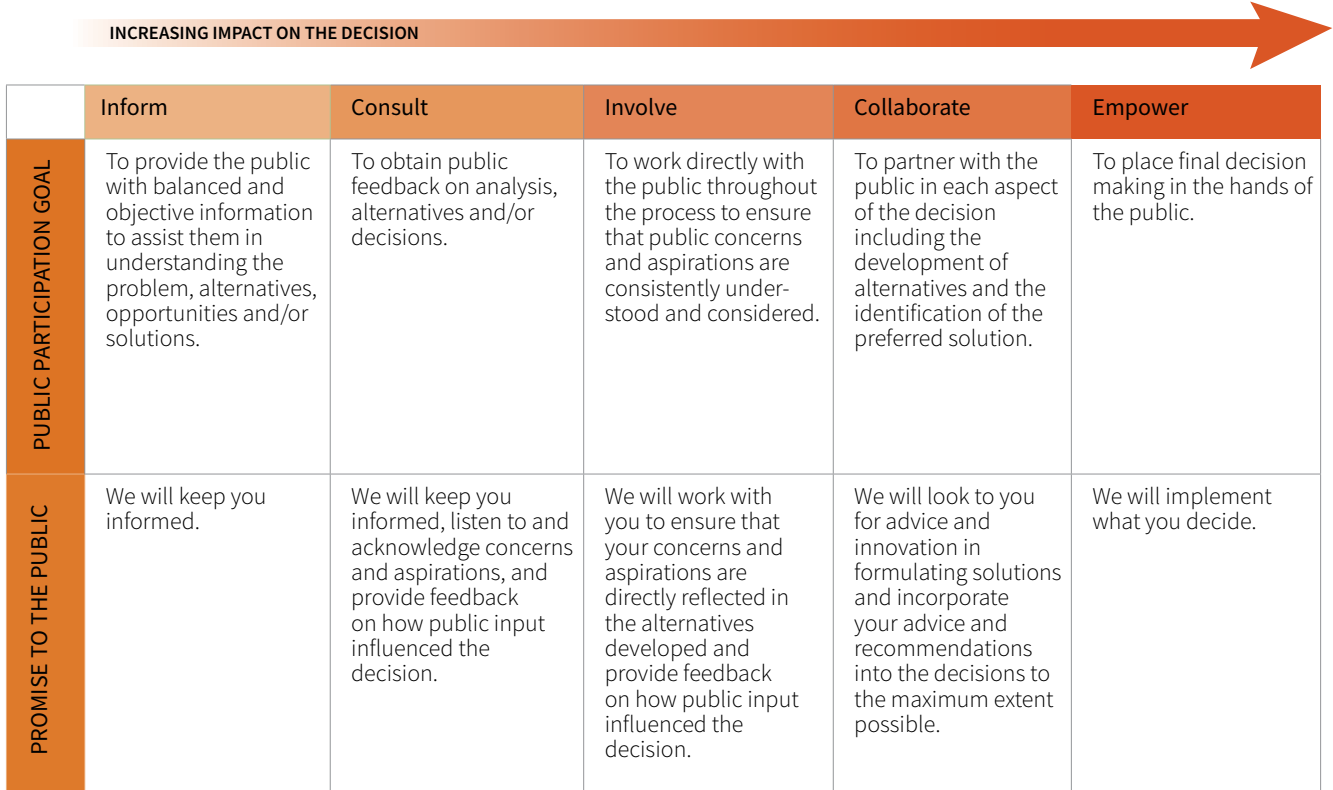 INCREASING IMPACT ON THE DECISION
Inform
Consult
Involve
Collaborate
Empower
PUBLIC PARTICIPATION GOAL
To provide the public
with balanced and
objective information
to assist them in
understanding the
problem, alternatives,
opportunities and/or
solutions.
To obtain public
feedback on analysis,
alternatives and/or
decisions.
To work directly with
the public throughout
the process to ensure
that public concerns
and aspirations are
consistently under-
stood and considered.
To partner with the
public in each aspect
of the decision
including the
development of
alternatives and the
identification of the
preferred solution.
To place final decision
making in the hands of
the public.
PROMISE TO THE PUBLIC
We will keep you
informed.
We will keep you
informed, listen to and
acknowledge concerns
and aspirations, and
provide feedback
on how public input
influenced the
decision.
We will work with
you to ensure that
your concerns and
aspirations are
directly reflected in
the alternatives
developed and
provide feedback
on how public input
influenced the
decision.
We will look to you
for advice and
innovation in
formulating solutions
and incorporate
your advice and
recommendations
into the decisions to
the maximum extent
possible.
We will implement
what you decide.